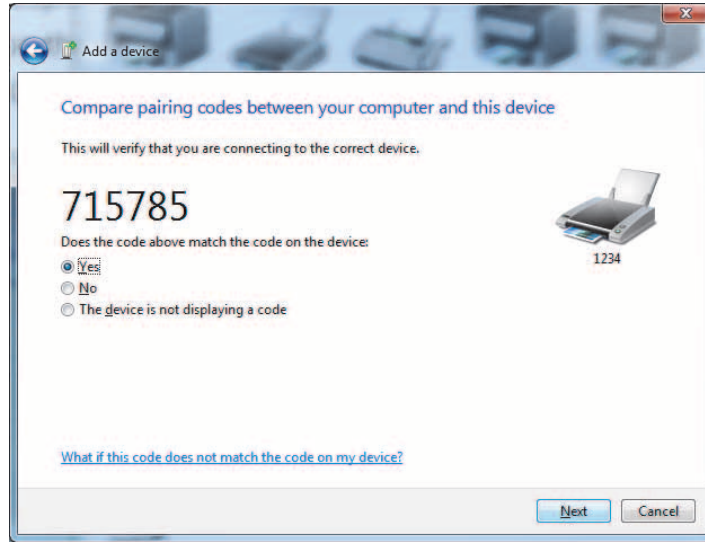 Add a device
Compare pairing codes between your computer and this device
This will verify that you are connecting to the correct device.
715785
Does the code above match the code on the device:
Yes
No
The device is not displaying a code
1234
What if this code does not match the code on my device?
Next
Cancel